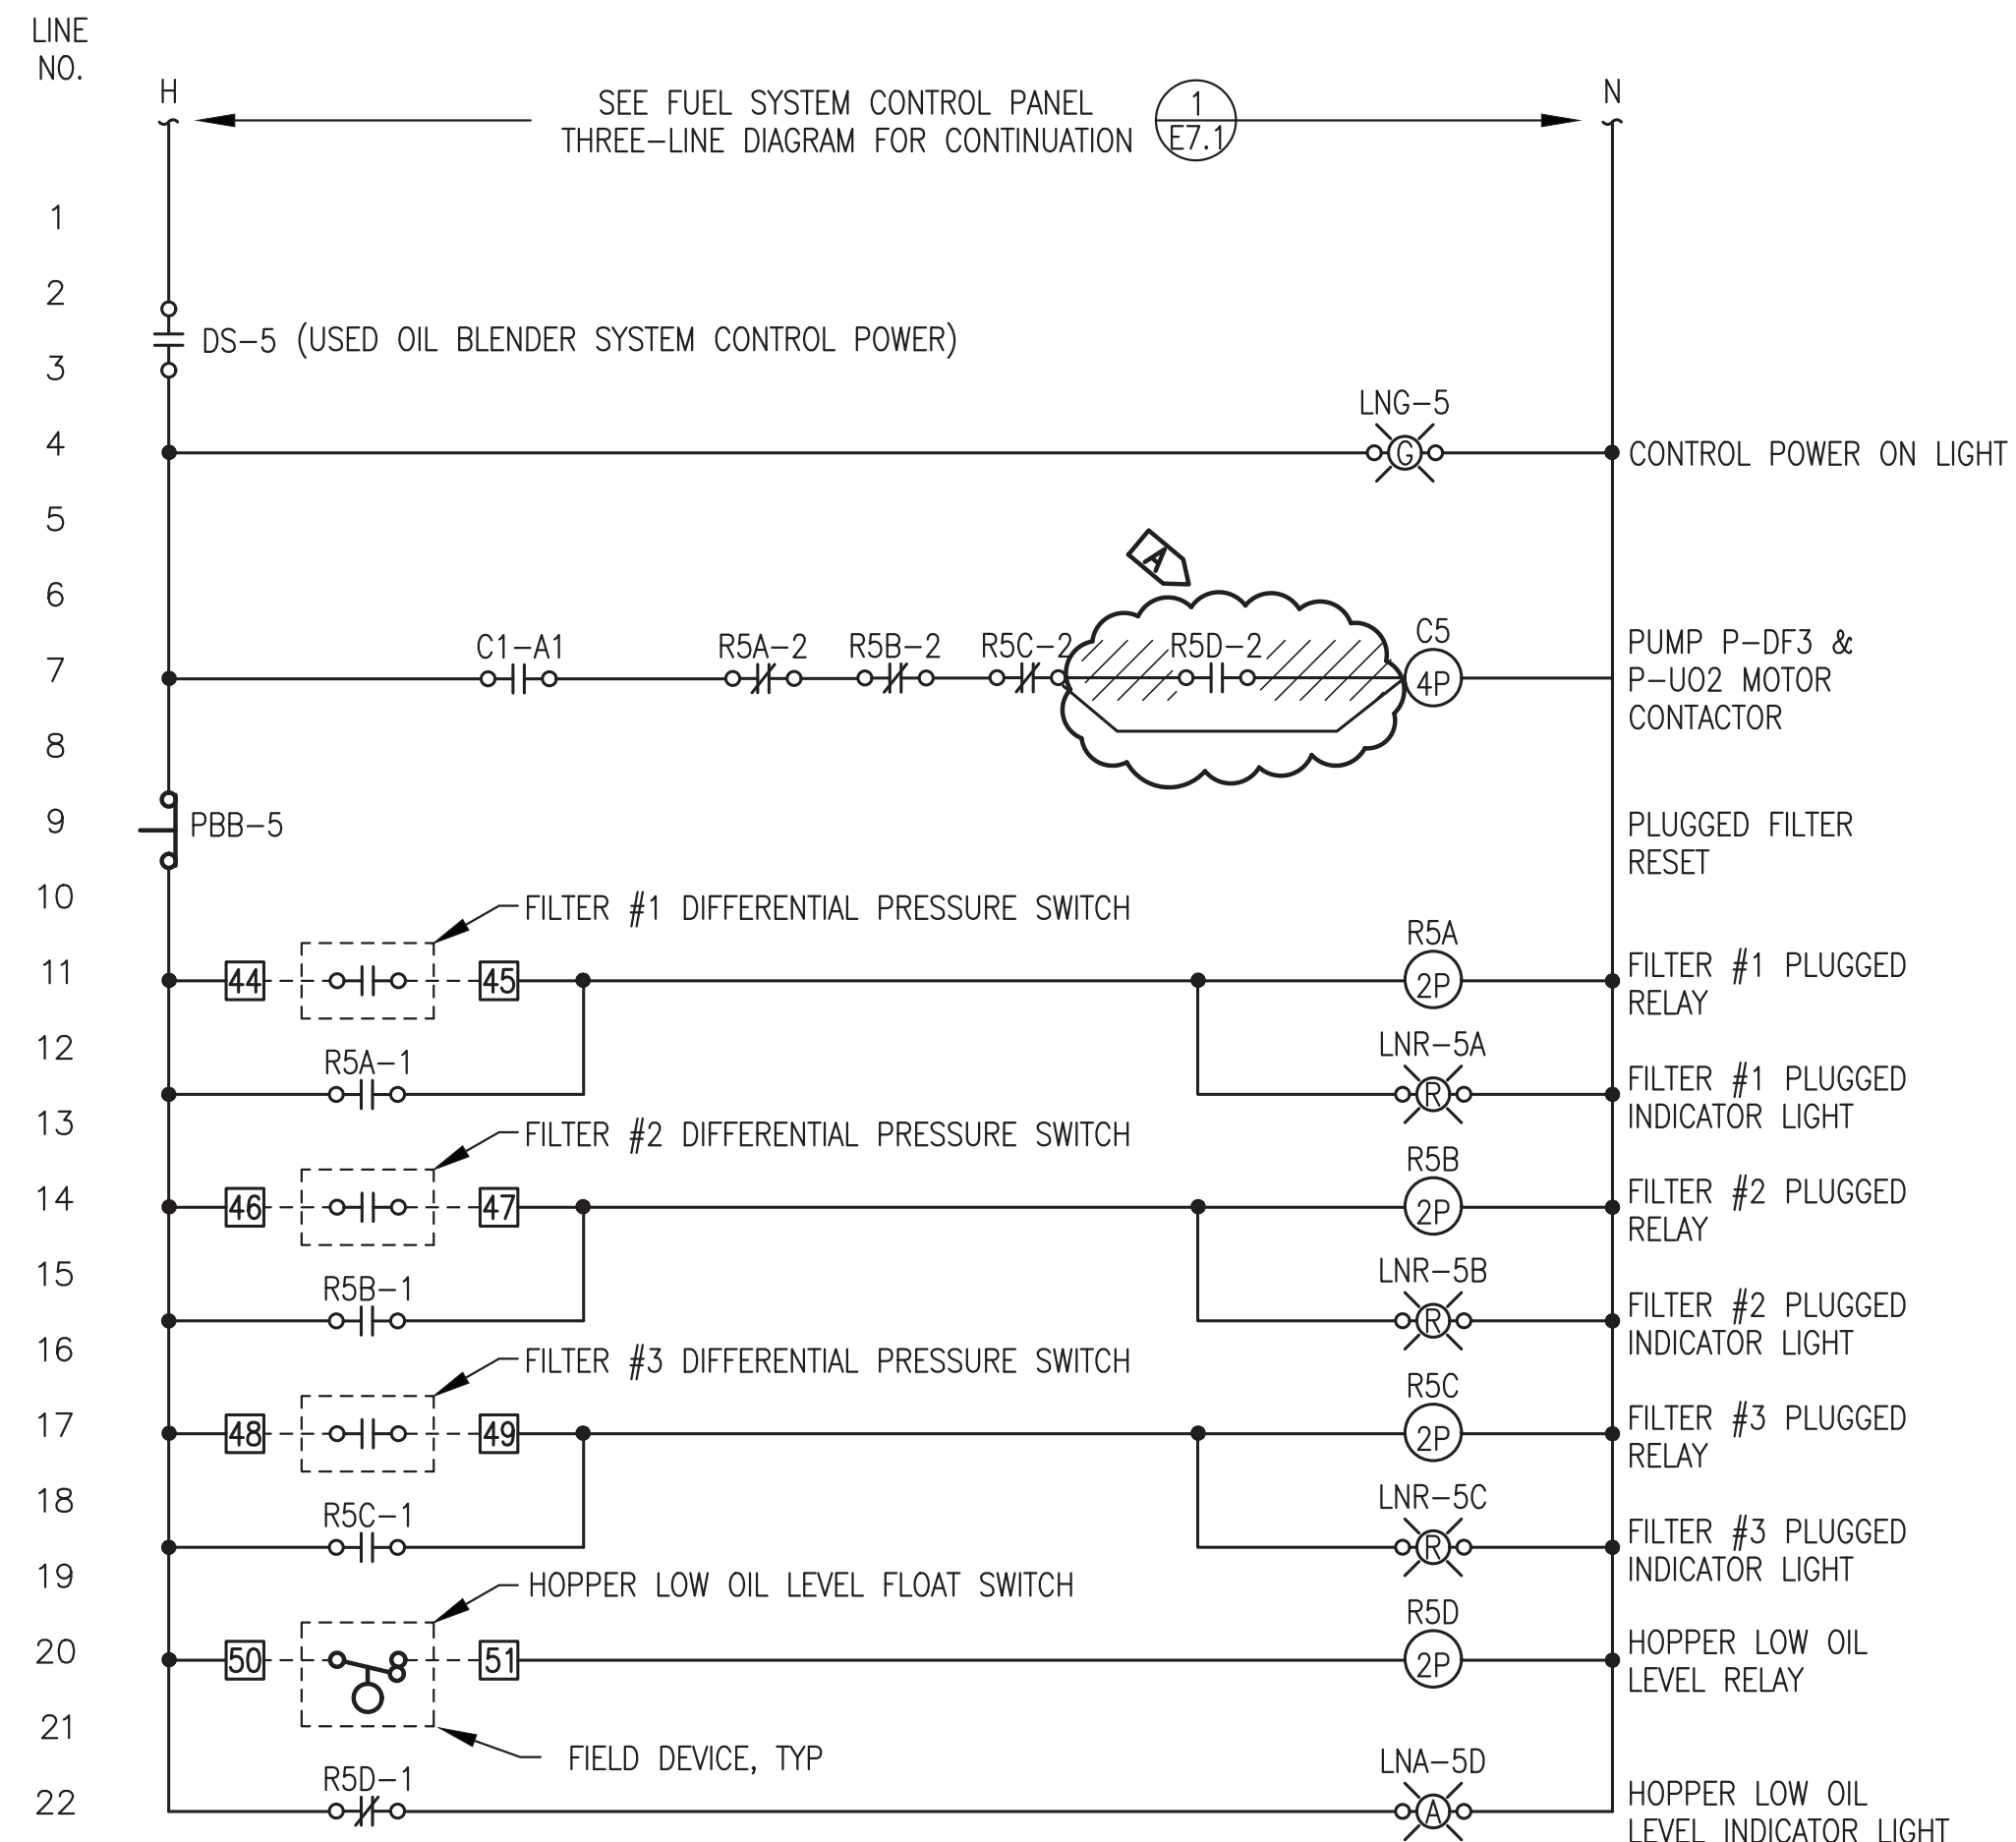 LINE
NO.
H
SEE FUEL SYSTEM CONTROL PANEL
THREE-LINE DIAGRAM FOR CONTINUATION
1
E7.1
N
1
2
DS-5 (USED OIL BLENDER SYSTEM CONTROL POWER)
3
LNG-5
4
G
CONTROL POWER ON LIGHT
5
A
6
C1-A1
R5A-2
R5B-2
R5C-2
R5D-2
C5
4P
PUMP P-DF3 &
P-UO2 MOTOR
CONTACTOR
7
8
9
PBB-5
PLUGGED FILTER
RESET
10
FILTER #1 DIFFERENTIAL PRESSURE SWITCH
R5A
11
44
45
2P
FILTER #1 PLUGGED
RELAY
12
R5A-1
LNR-5A
R
FILTER #1 PLUGGED
INDICATOR LIGHT
13
FILTER #2 DIFFERENTIAL PRESSURE SWITCH
R5B
14
46
47
2P
FILTER #2 PLUGGED
RELAY
15
R5B-1
LNR-5B
R
FILTER #2 PLUGGED
INDICATOR LIGHT
16
FILTER #3 DIFFERENTIAL PRESSURE SWITCH
R5C
17
48
49
2P
FILTER #3 PLUGGED
RELAY
18
R5C-1
LNR-5C
R
FILTER #3 PLUGGED
INDICATOR LIGHT
19
HOPPER LOW OIL LEVEL FLOAT SWITCH
R5D
20
50
51
2P
HOPPER LOW OIL
LEVEL RELAY
21
FIELD DEVICE, TYP
R5D-1
LNA-5D
22
A
HOPPER LOW OIL
LEVEL INDICATOR LIGHT